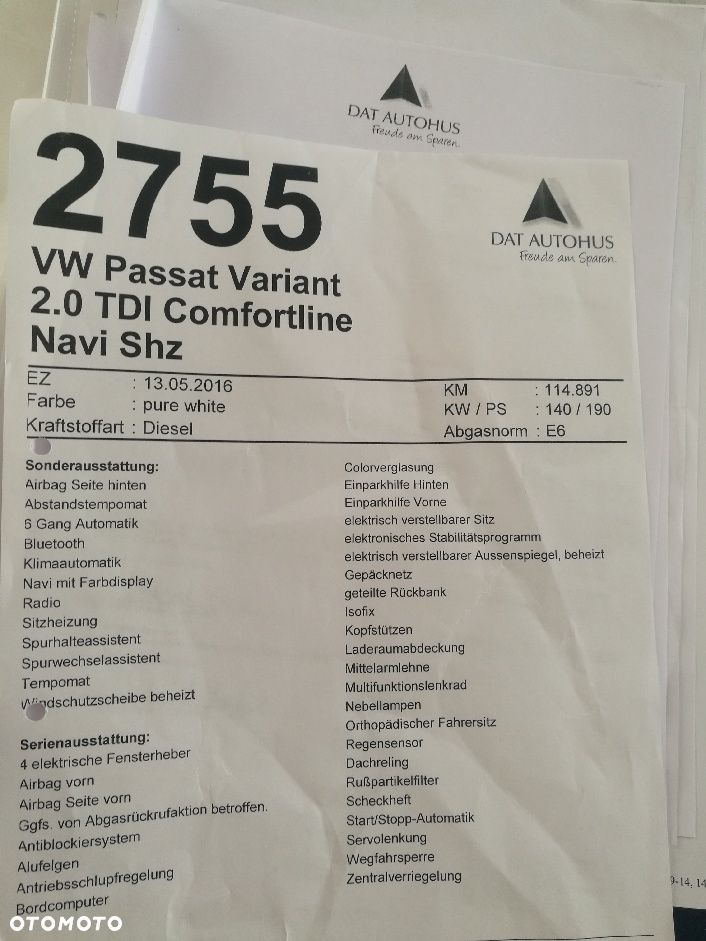 DAT AUTOHUS
Freude am Sparen.
2755
DAT AUTOHUS
Freude am Sparen.
VW Passat Variant
2.0 TDI Comfortline
Navi Shz
EZ : 13.05.2016
Farbe : pure white
Kraftstoffart : Diesel
KM : 114.891
KW / PS : 140 / 190
Abgasnorm : E6
Sonderausstattung:
Airbag Seite hinten
Abstandstempomat
6 Gang Automatik
Bluetooth
Klimaautomatik
Navi mit Farbdisplay
Radio
Sitzheizung
Spurhalteassistent
Spurwechselassistent
Tempomat
Windschutzscheibe beheizt
Serienausstattung:
4 elektrische Fensterheber
Airbag vorn
Airbag Seite vorn
Ggfs. von Abgasrückrufaktion betroffen.
Antiblockiersystem
Alufelgen
Antriebsschlupfregelung
Bordcomputer
Colorverglasung
Einparkhilfe Hinten
Einparkhilfe Vorne
elektrisch verstellbarer Sitz
elektronisches Stabilitätsprogramm
elektrisch verstellbarer Aussenspiegel, beheizt
Gepäcknetz
geteilte Rückbank
Isofix
Kopfstützen
Laderaumabdeckung
Mittelarmlehne
Multifunktionslenkrad
Nebellampen
Orthopädischer Fahrersitz
Regensensor
Dachreling
Rußpartikelfilter
Scheckheft
Start/Stopp-Automatik
Servolenkung
Wegfahrsperre
Zentralverriegelung
9-14, 14
OTOMOTO